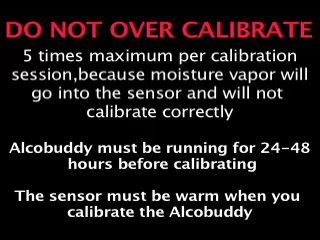 DO NOT OVER CALIBRATE
5 times maximum per calibration
session,because moisture vapor will
go into the sensor and will not
calibrate correctly
Alcobuddy must be running for 24-48
hours before calibrating
The sensor must be warm when you
calibrate the Alcobuddy